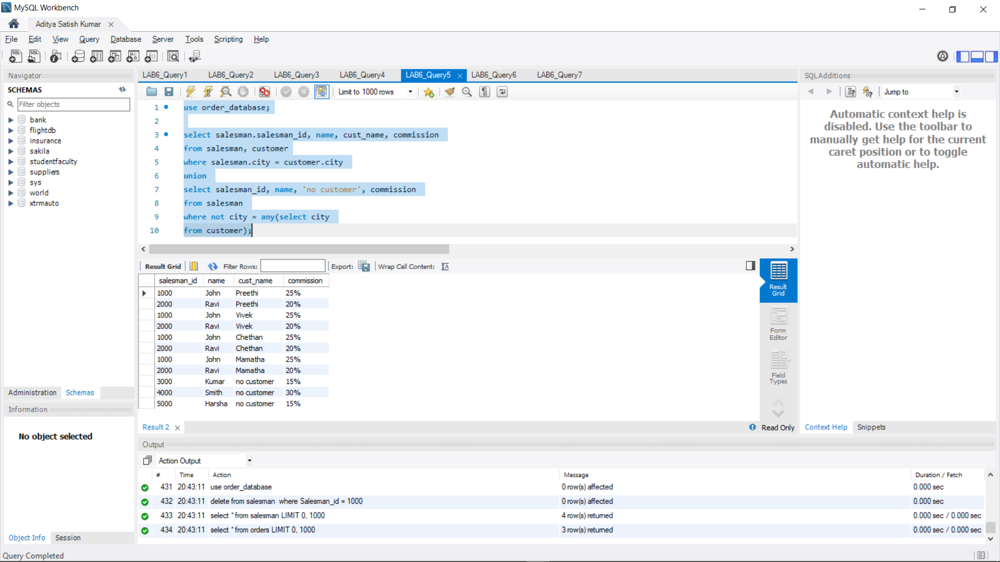 MySQL Workbench
Aditya Satish Kumar
File Edit View Query Database Server Tools Scripting Help
Navigator
SCHEMAS
Filter objects
bank
flightdb
insurance
sakila
studentfaculty
suppliers
sys
world
xtrmauto
Administration Schemas
Information
No object selected
Object Info Session
LAB6_Query1 LAB6_Query2 LAB6_Query3 LAB6_Query4 LAB6_Query5 LAB6_Query6 LAB6_Query7
Limit to 1000 rows
1 use order_database;
2
3 select salesman.salesman_id, name, cust_name, commission
4 from salesman, customer
5 where salesman.city = customer.city
6 union
7 select salesman_id, name, 'no customer', commission
8 from salesman
9 where not city = any(select city
10 from customer);
Result Grid Filter Rows: Export: Wrap Cell Content:
salesman_id name cust_name commission
1000 John Preethi 25%
2000 Ravi Preethi 20%
1000 John Vivek 25%
2000 Ravi Vivek 20%
1000 John Chethan 25%
2000 Ravi Chethan 20%
1000 John Mamatha 25%
2000 Ravi Mamatha 20%
3000 Kumar no customer 15%
4000 Smith no customer 30%
5000 Harsha no customer 15%
Result
Grid
Form
Editor
Field
Types
Result 2
Read Only
SQLAdditions
Jump to
Automatic context help is
disabled. Use the toolbar to
manually get help for the current
caret position or to toggle
automatic help.
Context Help Snippets
Output
Action Output
# Time Action Message Duration / Fetch
431 20:43:11 use order_database 0 row(s) affected 0.000 sec
432 20:43:11 delete from salesman where Salesman_id = 1000 0 row(s) affected 0.000 sec
433 20:43:11 select * from salesman LIMIT 0, 1000 4 row(s) returned 0.000 sec / 0.000 sec
434 20:43:11 select * from orders LIMIT 0, 1000 3 row(s) returned 0.000 sec / 0.000 sec
Query Completed